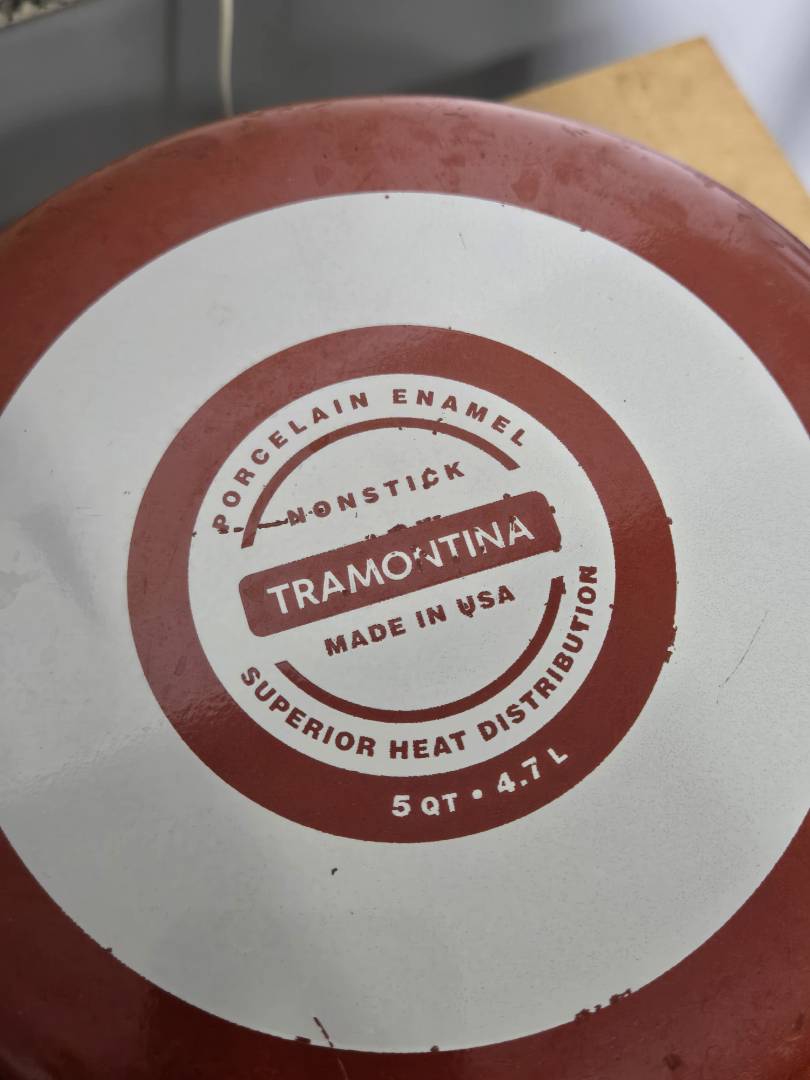 PORCELAIN ENAMEL
NONSTICK
TRAMONTINA
MADE IN USA
SUPERIOR HEAT DISTRIBUTION
5 QT • 4.7 L